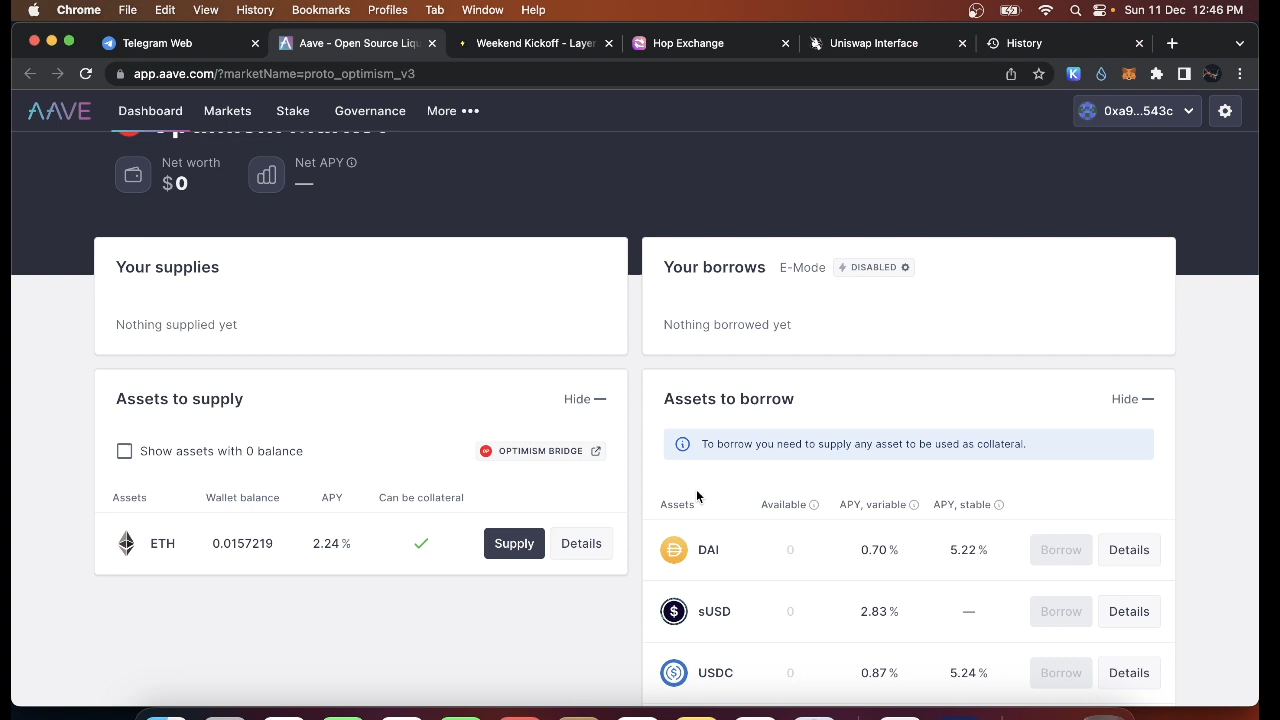 Chrome File Edit View History Bookmarks Profiles Tab Window Help Sun 11 Dec 12:46 PM
Telegram Web Aave - Open Source Liq Weekend Kickoff - Layer Hop Exchange Uniswap Interface History
app.aave.com/?marketName=proto_optimism_v3
AAVE Dashboard Markets Stake Governance More 0xa9...543c
Net worth Net APY
$0 —
Your supplies
Nothing supplied yet
Your borrows E-Mode DISABLED
Nothing borrowed yet
Assets to supply Hide —
Show assets with 0 balance OP OPTIMISM BRIDGE
Assets Wallet balance APY Can be collateral
ETH 0.0157219 2.24% Supply Details
Assets to borrow Hide —
To borrow you need to supply any asset to be used as collateral.
Assets Available APY, variable APY, stable
DAI 0 0.70% 5.22% Borrow Details
sUSD 0 2.83% — Borrow Details
USDC 0 0.87% 5.24% Borrow Details